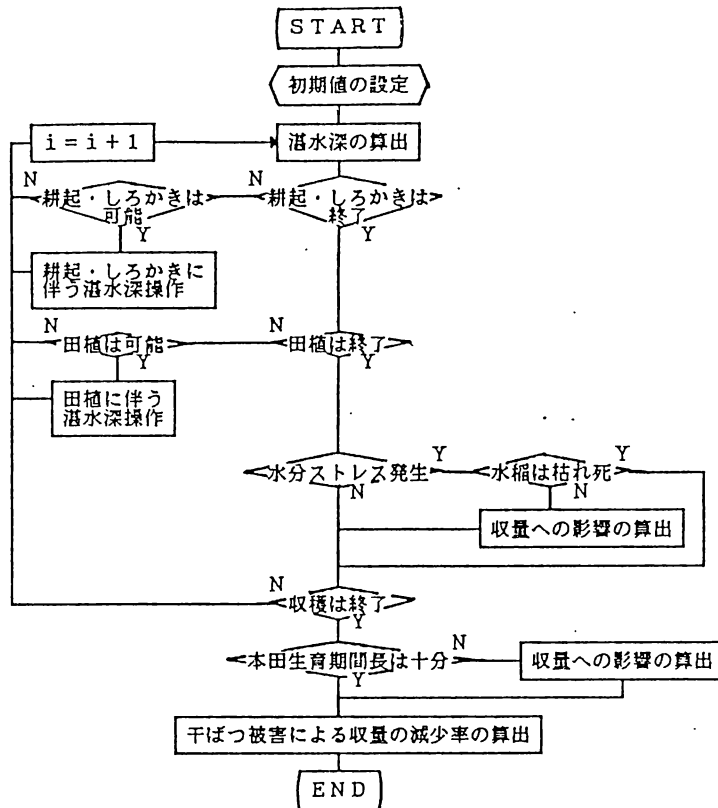 START
初期値の設定
i=i+1
湛水深の算出
N
耕起・しろかきは
可能
Y
N
耕起・しろかきは
終了
Y
耕起・しろかきに
伴う湛水深操作
N
田植は可能
Y
N
田植は終了
Y
田植に伴う
湛水深操作
水分ストレス発生
Y
N
水稲は枯れ死
Y
N
収量への影響の算出
N
収穫は終了
Y
本田生育期間長は十分
N
Y
収量への影響の算出
干ばつ被害による収量の減少率の算出
END